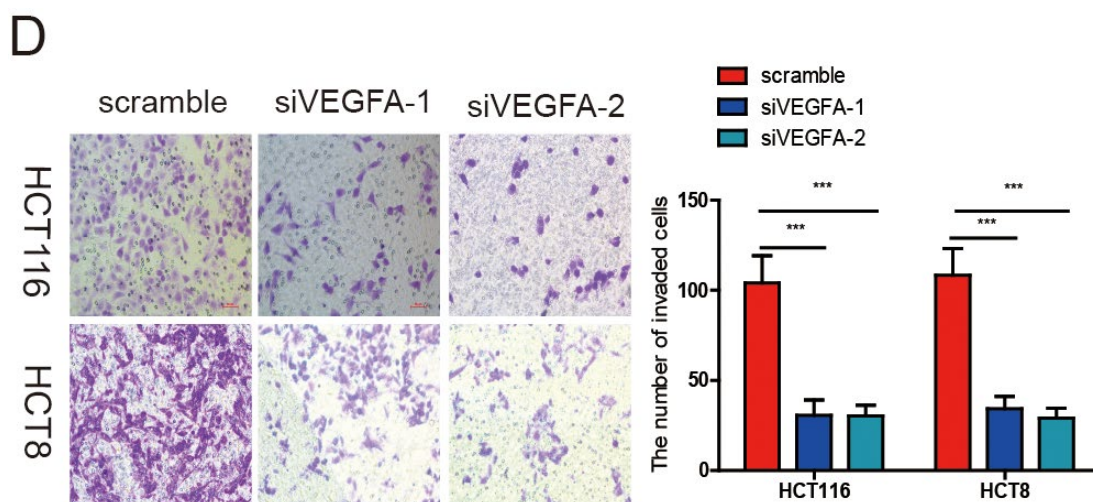 D
scramble
siVEGFA-1
siVEGFA-2
HCT116
HCT8
scramble
siVEGFA-1
siVEGFA-2
The number of invaded cells
150
100
50
0
***
***
***
***
HCT116
HCT8